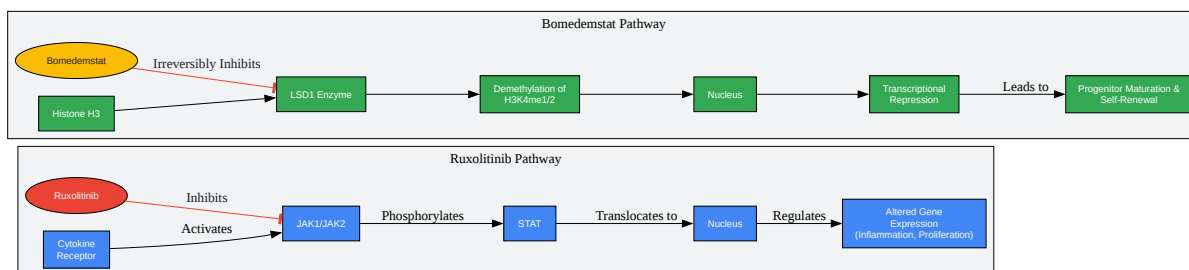 Bomedemstat Pathway
Bomedemstat
Irreversibly Inhibits
Histone H3
LSD1 Enzyme
Demethylation of
H3K4me1/2
Nucleus
Transcriptional
Repression
Leads to
Progenitor Maturation &
Self-Renewal
Ruxolitinib Pathway
Ruxolitinib
Inhibits
Cytokine
Receptor
Activates
JAK1/JAK2
Phosphorylates
STAT
Translocates to
Nucleus
Regulates
Altered Gene
Expression
(Inflammation, Proliferation)